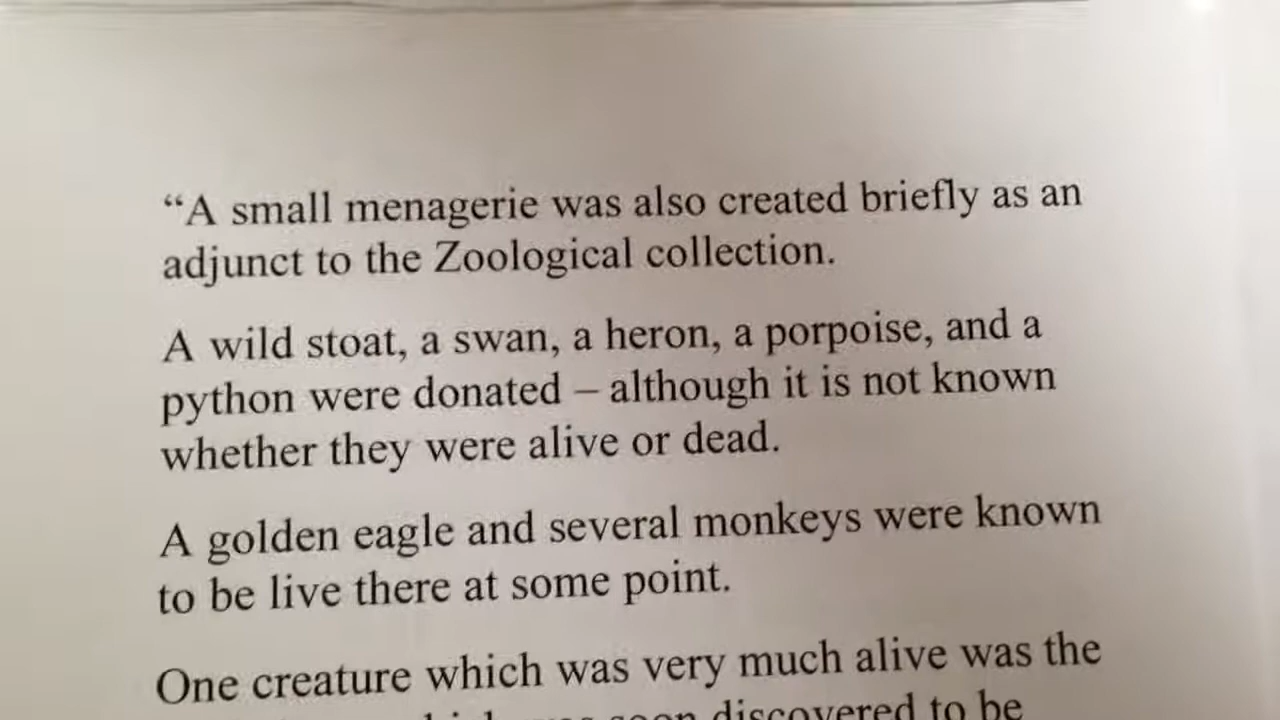 “A small menagerie was also created briefly as an
adjunct to the Zoological collection.
A wild stoat, a swan, a heron, a porpoise, and a
python were donated – although it is not known
whether they were alive or dead.
A golden eagle and several monkeys were known
to be live there at some point.
One creature which was very much alive was the
soon discovered to be